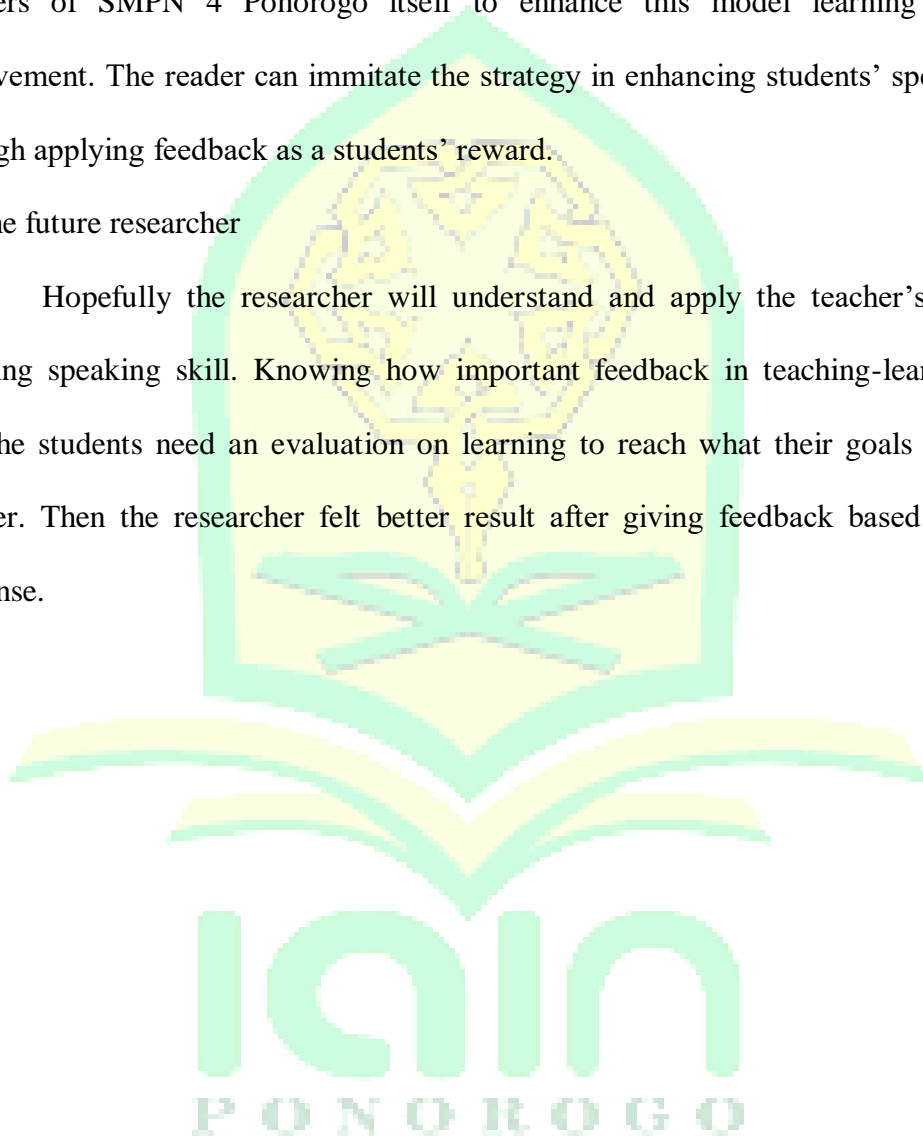 ers of SMPN 4 Ponorogo itself to enhance this model learning
vement. The reader can immitate the strategy in enhancing students’ spe
gh applying feedback as a students’ reward.
ne future researcher
Hopefully the researcher will understand and apply the teacher’s
ing speaking skill. Knowing how important feedback in teaching-lear
he students need an evaluation on learning to reach what their goals
er. Then the researcher felt better result after giving feedback based
nse.
iain
PONOROGO